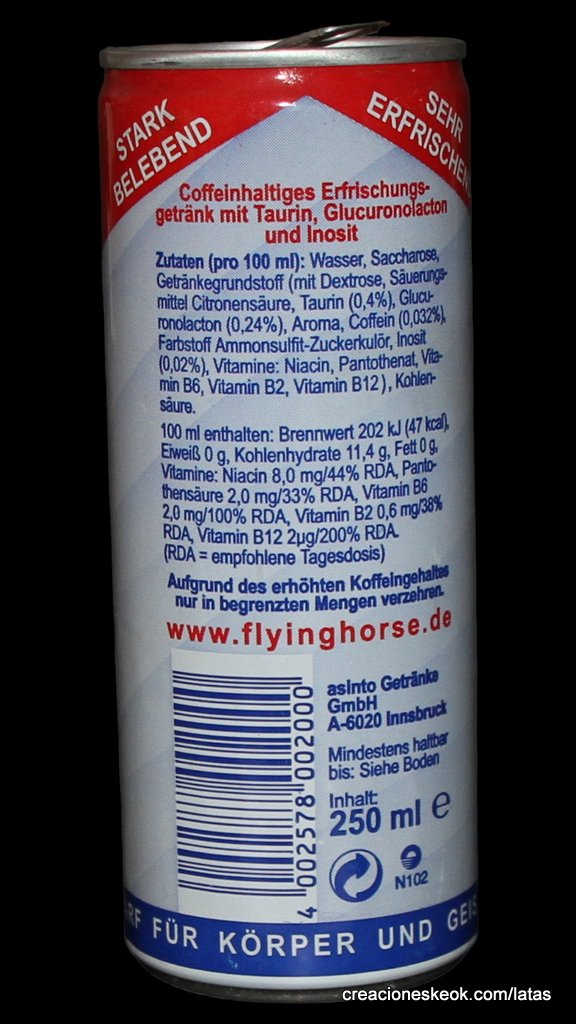 STARK
BELEBEND
SEHR
ERFRISCHEN
Coffeinhaltiges Erfrischungs-
getränk mit Taurin, Glucuronolacton
und Inosit
Zutaten (pro 100 ml): Wasser, Saccharose,
Getränkegrundstoff (mit Dextrose, Säuerungs-
mittel Citronensäure, Taurin (0,4%), Glucu-
ronolacton (0,24%), Aroma, Coffein (0,032%),
Farbstoff Ammonsulfit-Zuckerkulör, Inosit
(0,02%), Vitamine: Niacin, Pantothenat, Vita-
min B6, Vitamin B2, Vitamin B12), Kohlen-
säure.
100 ml enthalten: Brennwert 202 kJ (47 kcal),
Eiweiß 0 g, Kohlenhydrate 11,4 g, Fett 0 g,
Vitamine: Niacin 8,0 mg/44% RDA, Panto-
thensäure 2,0 mg/33% RDA, Vitamin B6
2,0 mg/100% RDA, Vitamin B2 0,6 mg/38%
RDA, Vitamin B12 2µg/200% RDA.
(RDA = empfohlene Tagesdosis)
Aufgrund des erhöhten Koffeingehaltes
nur in begrenzten Mengen verzehren.
www.flyinghorse.de
4 002578 002000
asinto Getränke
GmbH
A-6020 Innsbruck
Mindestens haltbar
bis: Siehe Boden
Inhalt:
250 ml e
N102
RF FÜR KÖRPER UND GEIS
creacioneskeok.com/latas